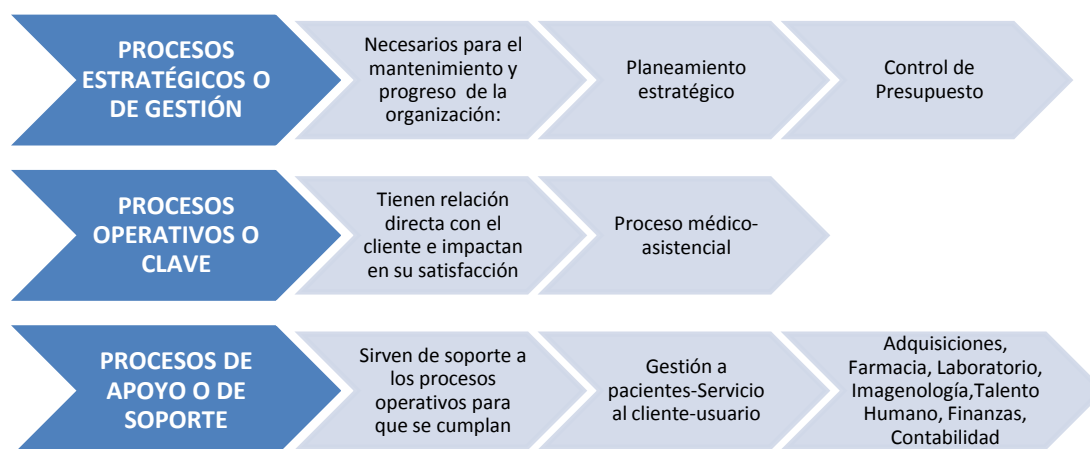 PROCESOS
ESTRATÉGICOS O
DE GESTIÓN
Necesarios para el
mantenimiento y
progreso de la
organización:
Planeamiento
estratégico
Control de
Presupuesto
PROCESOS
OPERATIVOS O
CLAVE
Tienen relación
directa con el
cliente e impactan
en su satisfacción
Proceso médico-
asistencial
PROCESOS DE
APOYO O DE
SOPORTE
Sirven de soporte a
los procesos
operativos para
que se cumplan
Gestión a
pacientes-Servicio
al cliente-usuario
Adquisiciones,
Farmacia, Laboratorio,
Imagenología,Talento
Humano, Finanzas,
Contabilidad